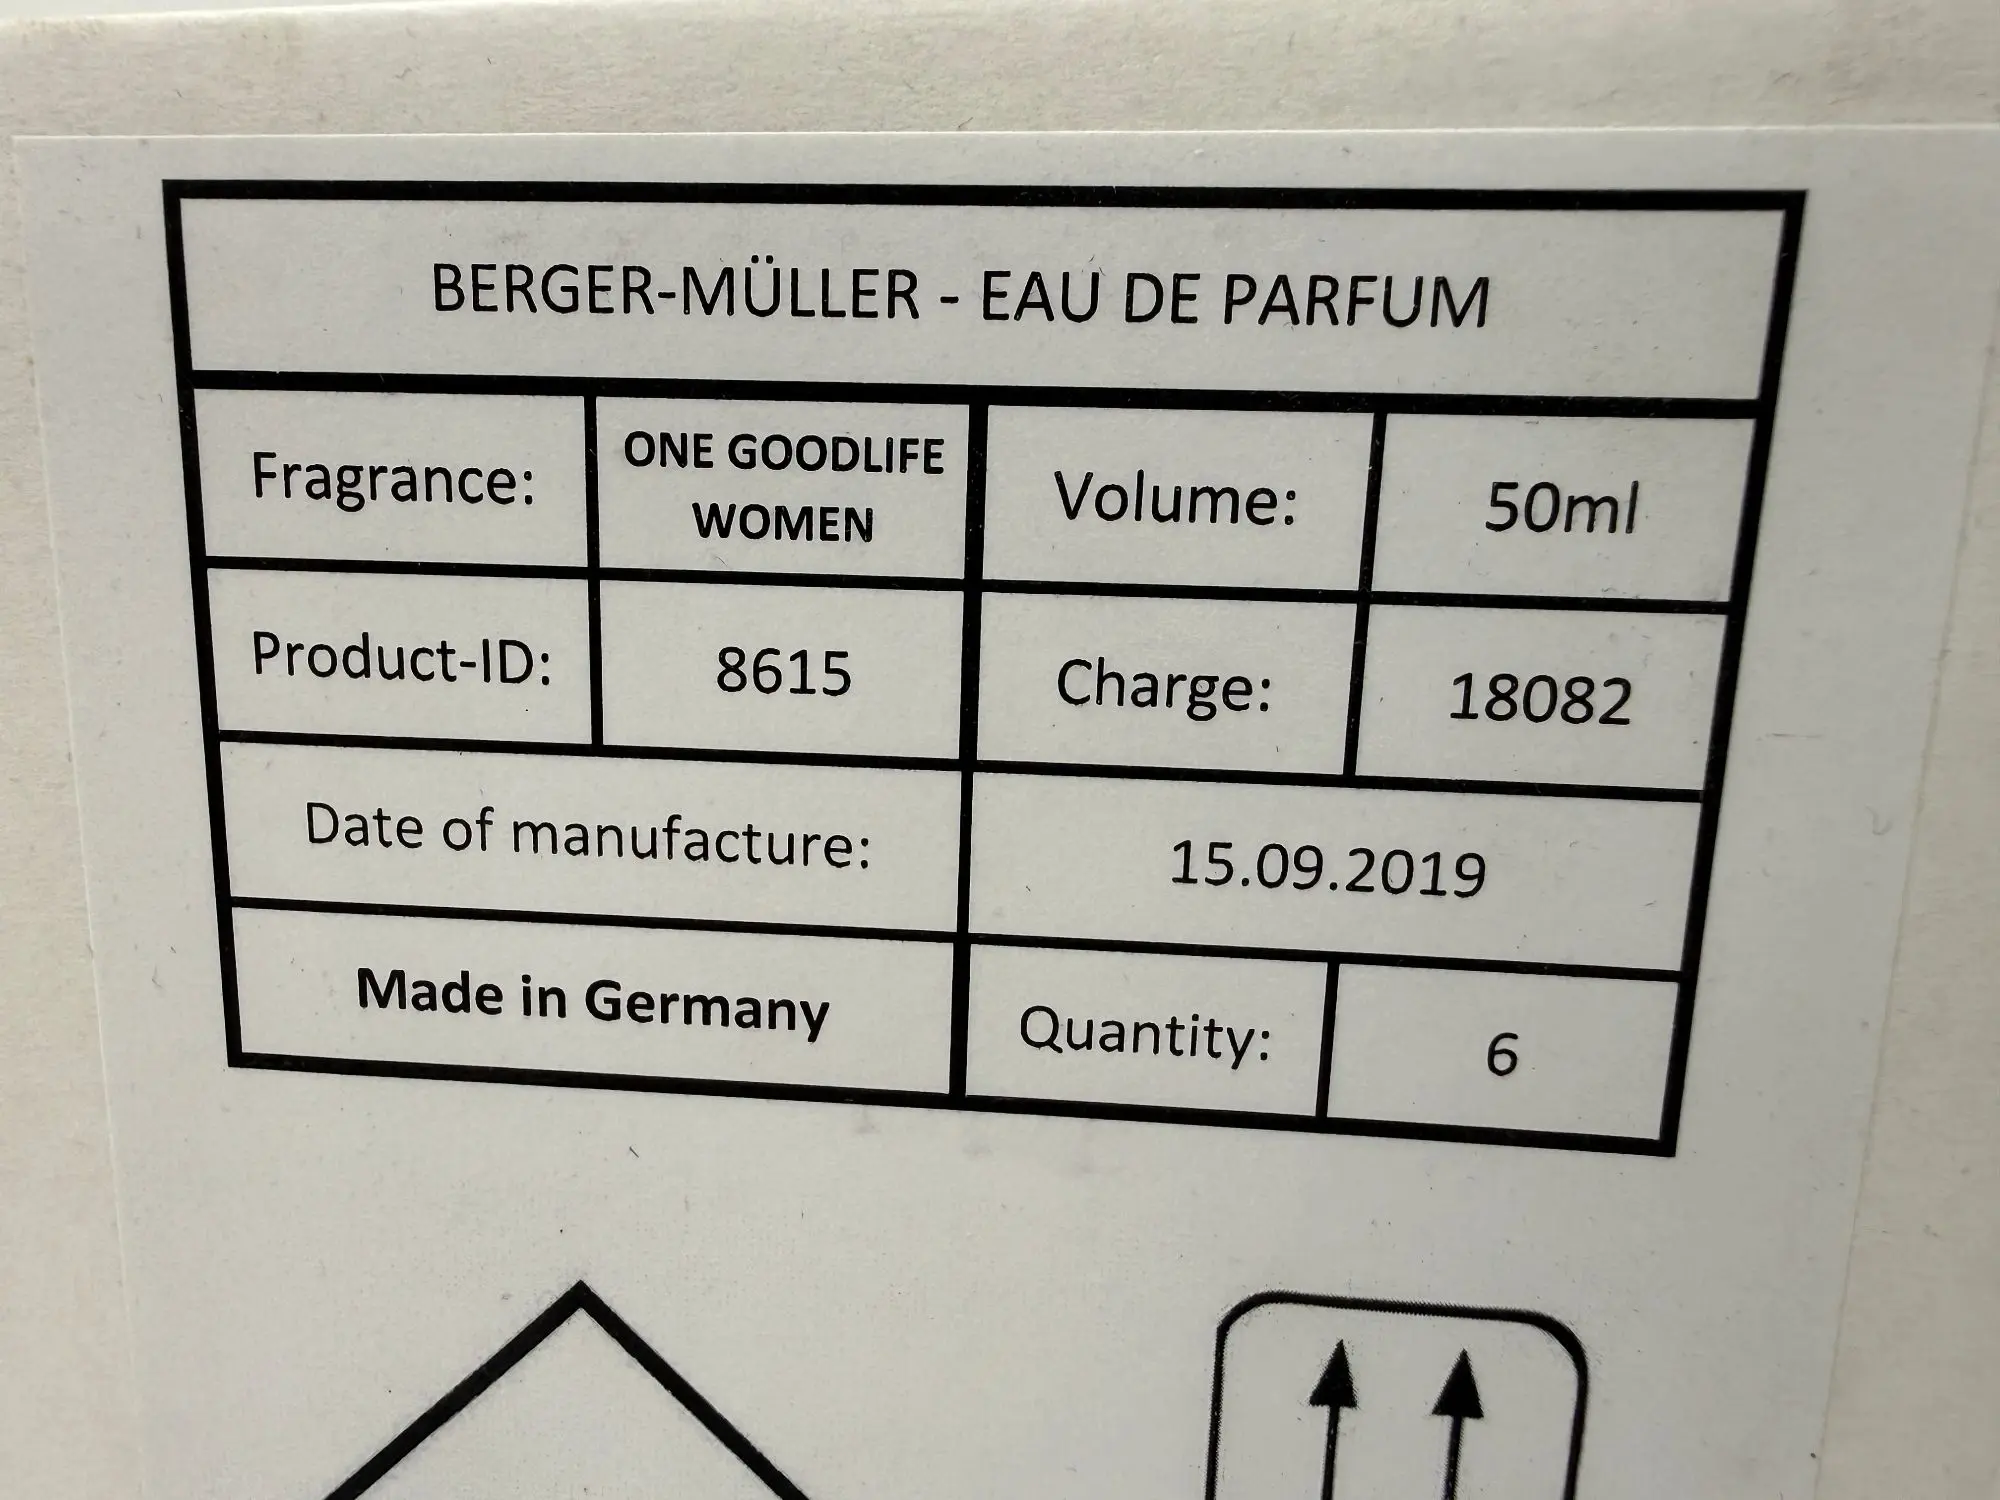 BERGER-MÜLLER - EAU DE PARFUM
Fragrance:
ONE GOODLIFE
WOMEN
Volume:
50ml
Product-ID:
8615
Charge:
18082
Date of manufacture:
15.09.2019
Made in Germany
Quantity:
6